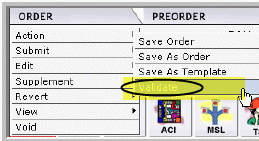 ORDER PREORDER
Action
Submit
Edit
Supplement
Revert
View
Void
Save Order
Save As Order
Save As Template
Validate
ACI MSL